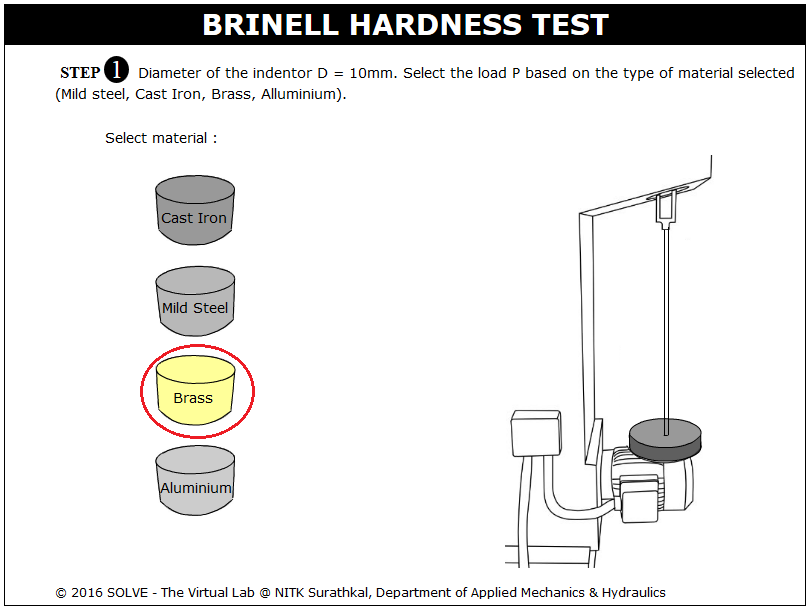 BRINELL HARDNESS TEST
STEP 1 Diameter of the indentor D = 10mm. Select the load P based on the type of material selected
(Mild steel, Cast Iron, Brass, Alluminium).
Select material :
Cast Iron
Mild Steel
Brass
Aluminium
© 2016 SOLVE - The Virtual Lab @ NITK Surathkal, Department of Applied Mechanics & Hydraulics